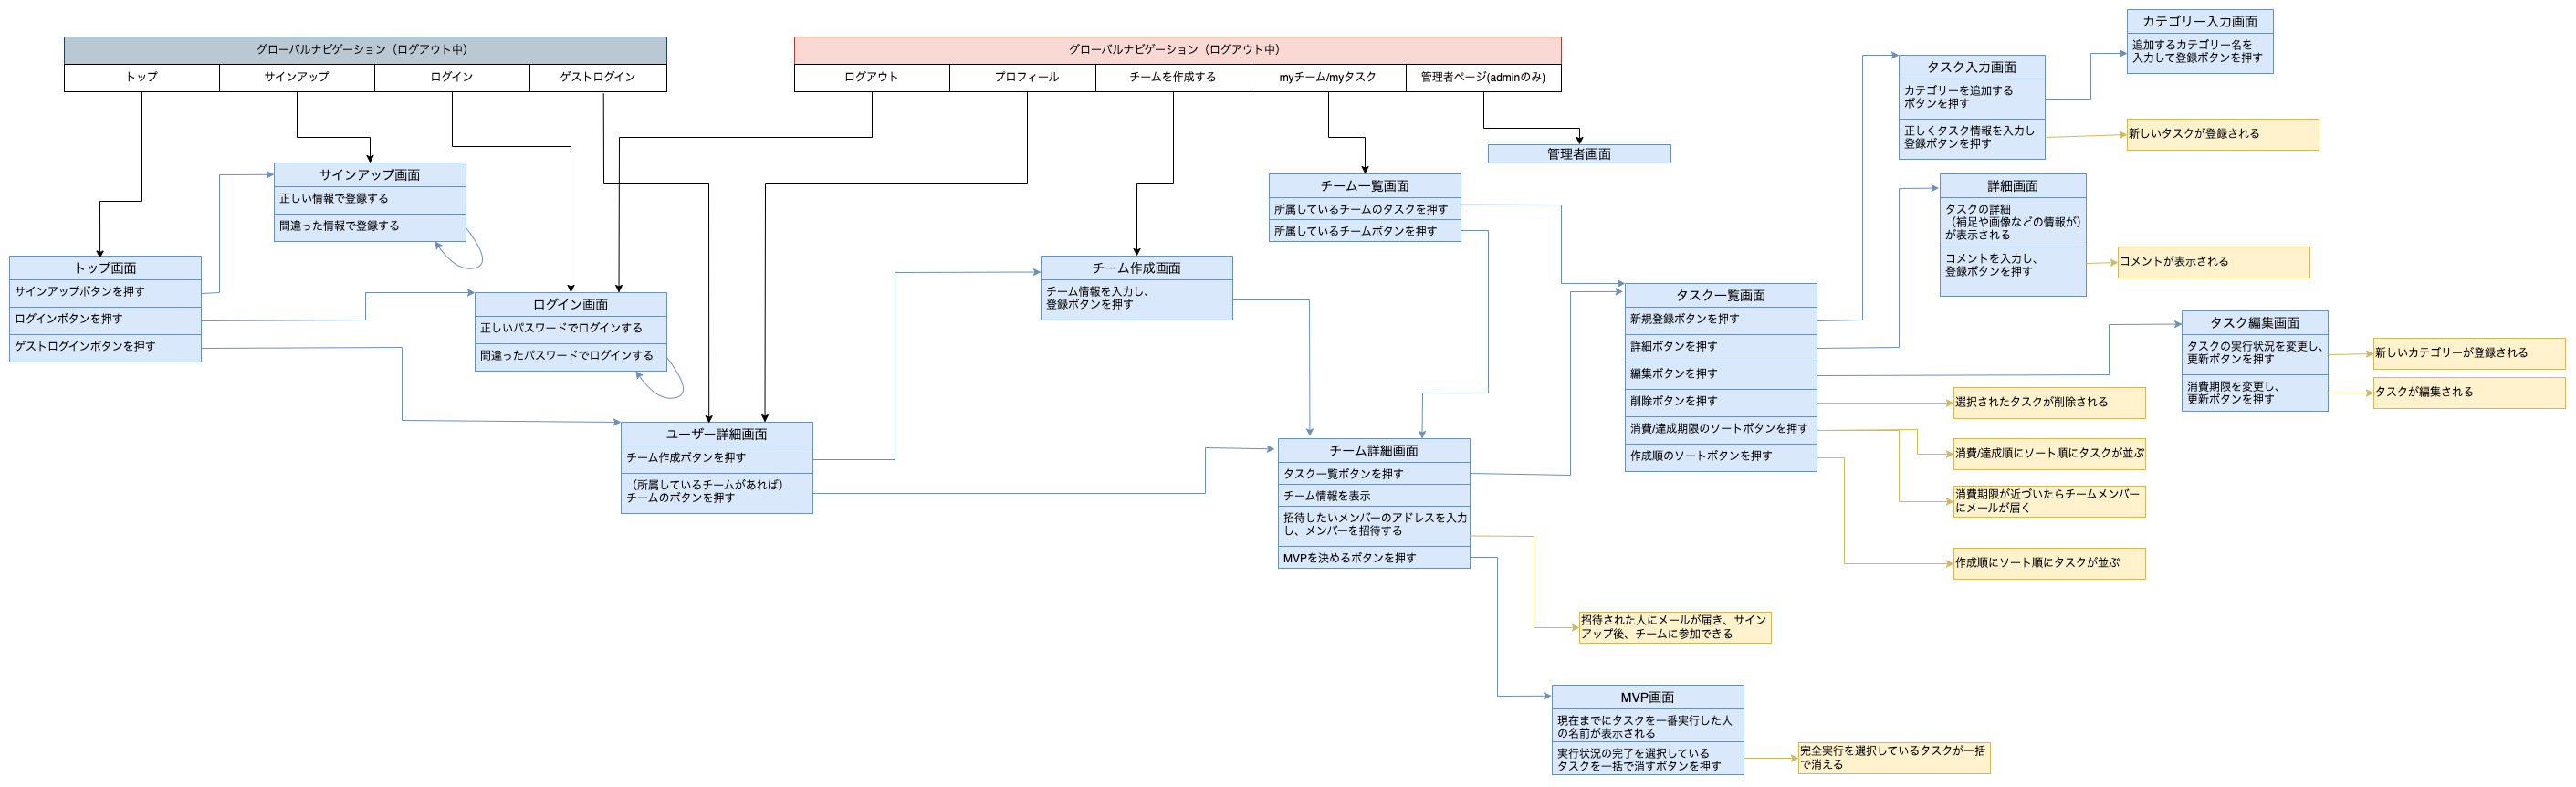 グローバルナビゲーション（ログアウト中）
トップ
サインアップ
ログイン
ゲストログイン
グローバルナビゲーション（ログアウト中）
ログアウト
プロフィール
チームを作成する
myチーム/myタスク
管理者ページ(adminのみ)
管理者画面
サインアップ画面
正しい情報で登録する
間違った情報で登録する
トップ画面
サインアップボタンを押す
ログインボタンを押す
ゲストログインボタンを押す
ログイン画面
正しいパスワードでログインする
間違ったパスワードでログインする
ユーザー詳細画面
チーム作成ボタンを押す
（所属しているチームがあれば）
チームのボタンを押す
チーム作成画面
チーム情報を入力し、
登録ボタンを押す
チーム一覧画面
所属しているチームのタスクを押す
所属しているチームボタンを押す
チーム詳細画面
タスク一覧ボタンを押す
チーム情報を表示
招待したいメンバーのアドレスを入力
し、メンバーを招待する
MVPを決めるボタンを押す
招待された人にメールが届き、サイン
アップ後、チームに参加できる
MVP画面
現在までにタスクを一番実行した人
の名前が表示される
実行状況の完了を選択している
タスクを一括で消すボタンを押す
完全実行を選択しているタスクが一括
で消える
タスク一覧画面
新規登録ボタンを押す
詳細ボタンを押す
編集ボタンを押す
削除ボタンを押す
消費/達成期限のソートボタンを押す
作成順のソートボタンを押す
タスク入力画面
カテゴリーを追加する
ボタンを押す
正しくタスク情報を入力し
登録ボタンを押す
カテゴリー入力画面
追加するカテゴリー名を
入力して登録ボタンを押す
新しいタスクが登録される
詳細画面
タスクの詳細
（補足や画像などの情報が）
が表示される
コメントを入力し、
登録ボタンを押す
コメントが表示される
タスク編集画面
タスクの実行状況を変更し、
更新ボタンを押す
消費期限を変更し、
更新ボタンを押す
新しいカテゴリーが登録される
タスクが編集される
選択されたタスクが削除される
消費/達成順にソート順にタスクが並ぶ
消費期限が近づいたらチームメンバー
にメールが届く
作成順にソート順にタスクが並ぶ